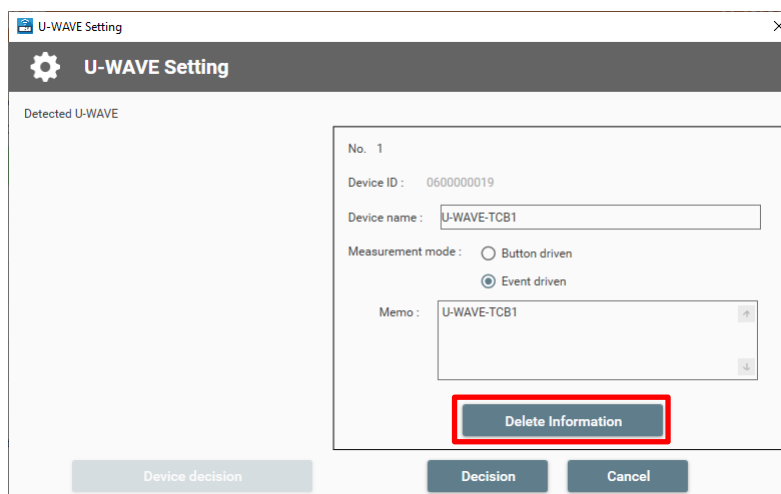 U-WAVE Setting
U-WAVE Setting
Detected U-WAVE
No. 1
Device ID : 0600000019
Device name : U-WAVE-TCB1
Measurement mode : Button driven
Event driven
Memo : U-WAVE-TCB1
Delete Information
Device decision Decision Cancel